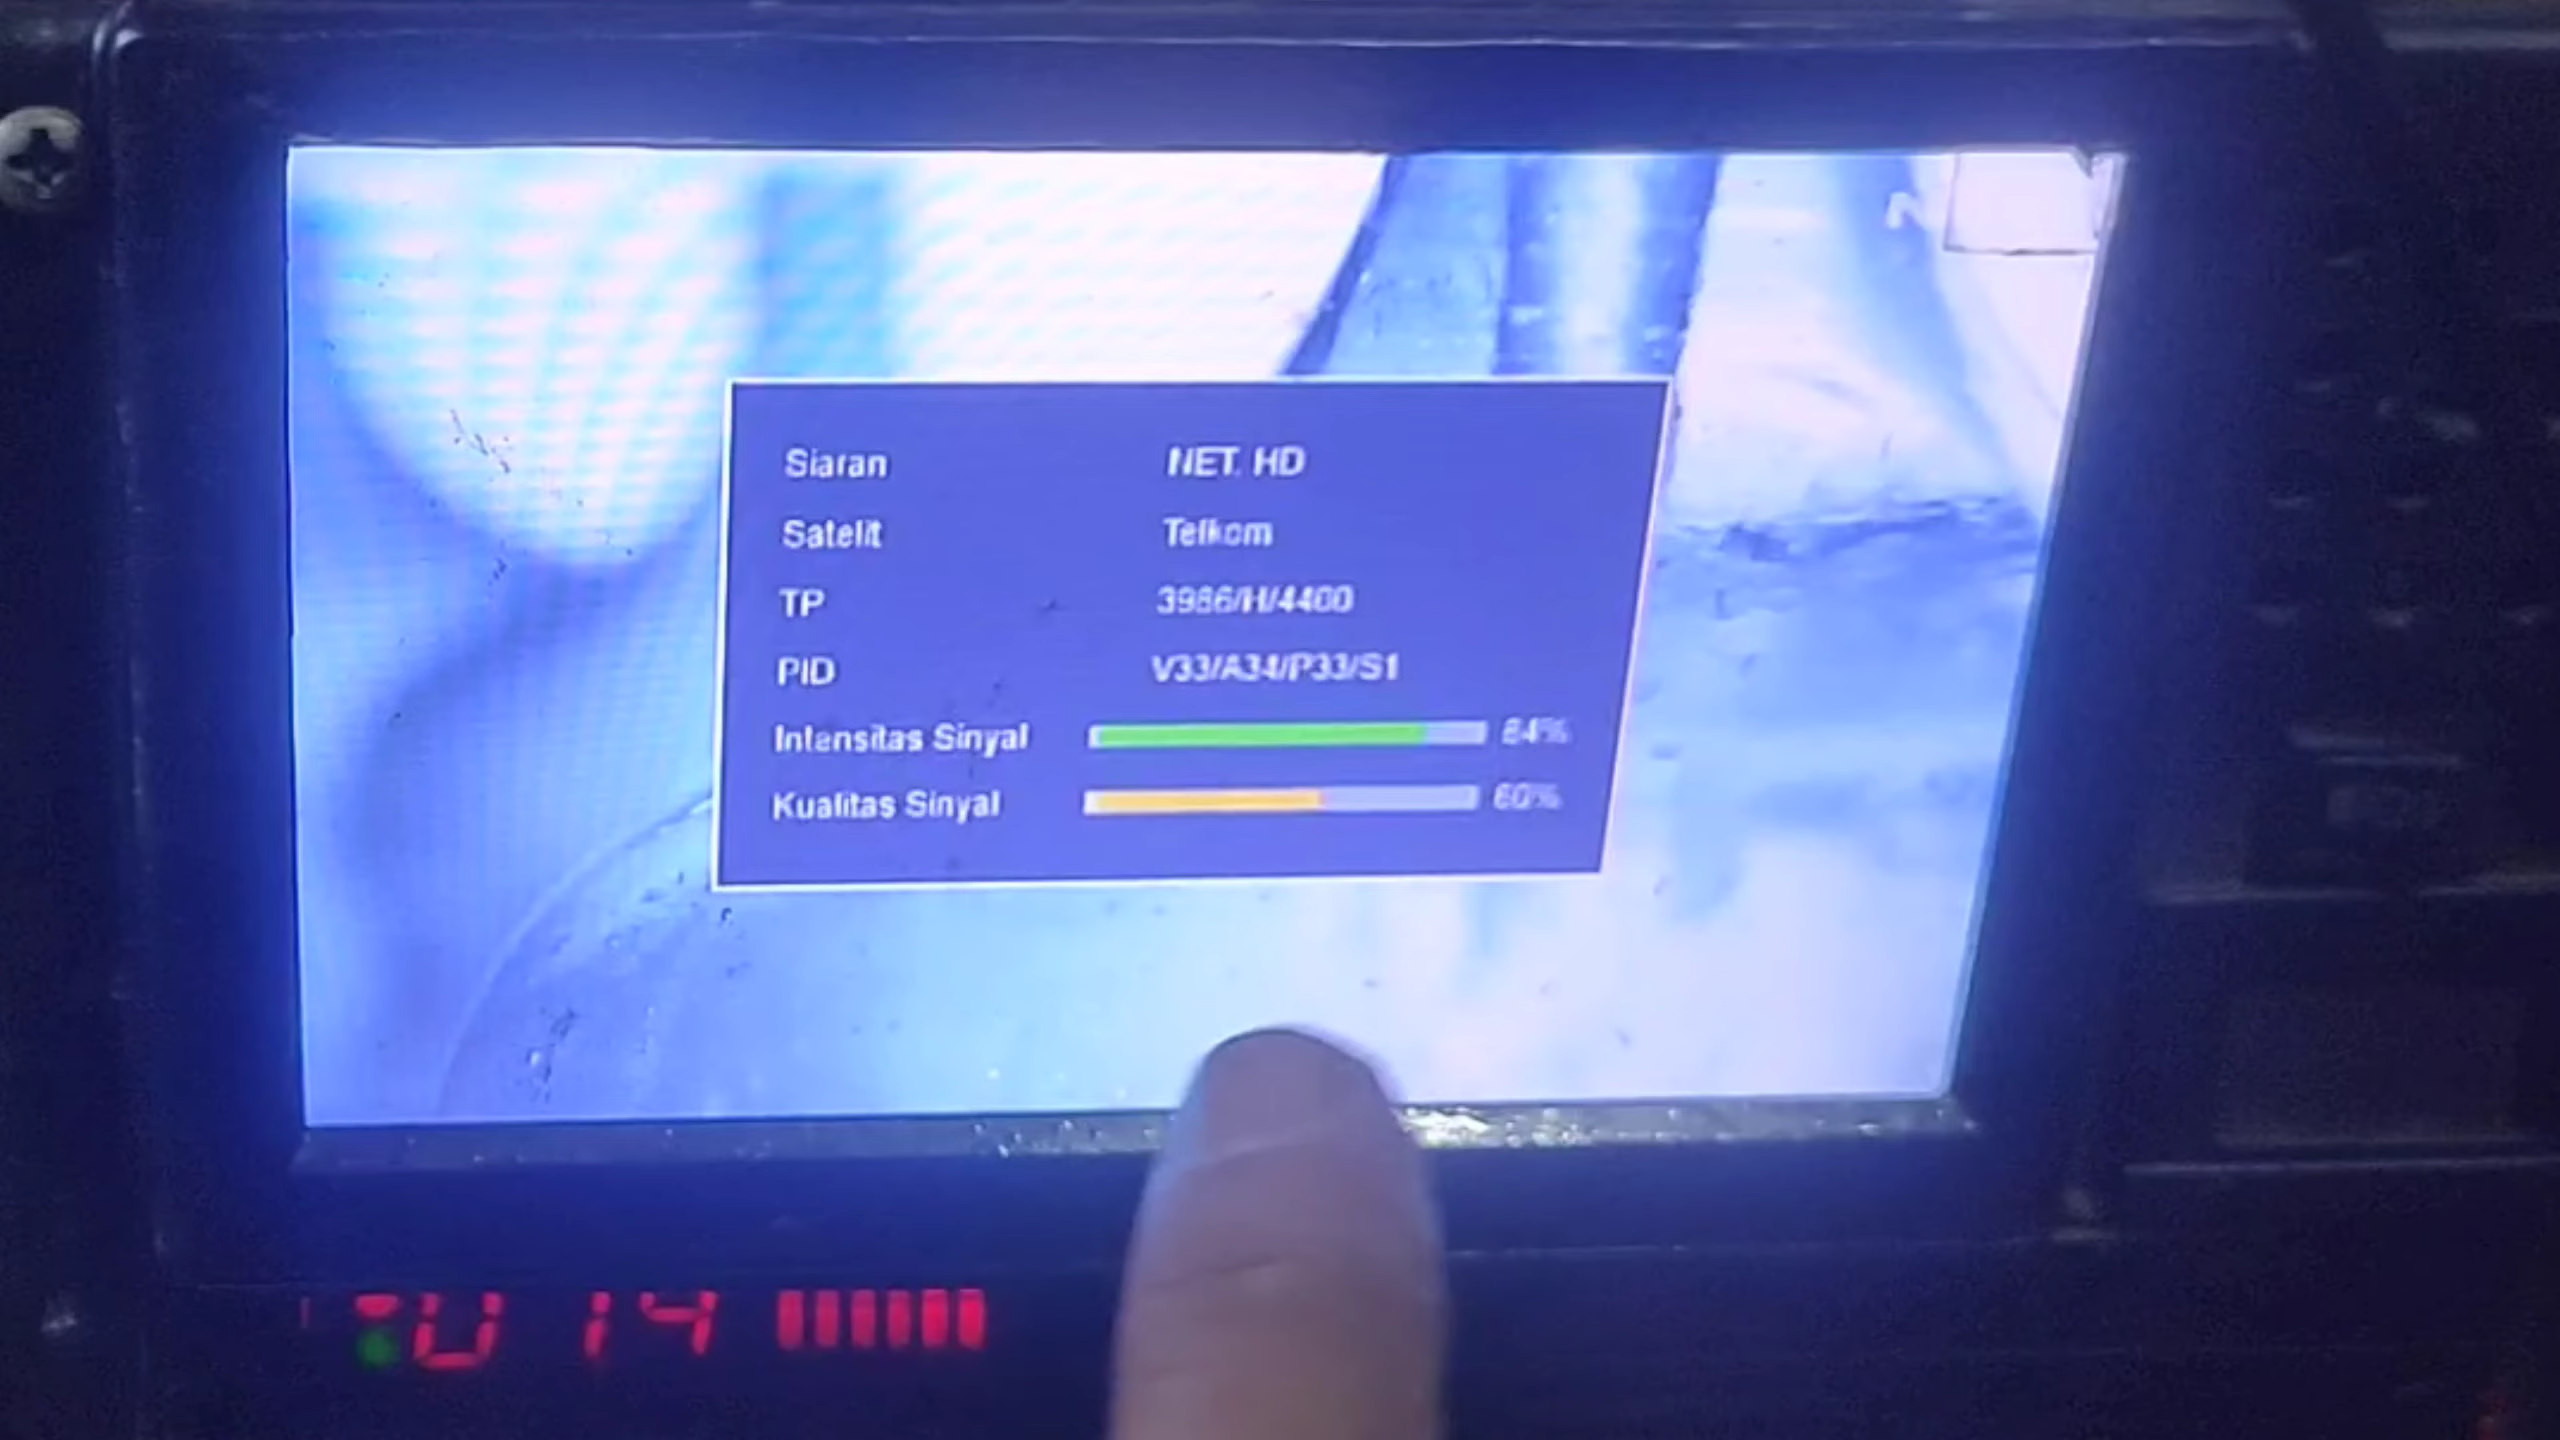 Siaran NET. HD
Satelit Telkom
TP 3986/H/4400
PID V33/A34/P33/S1
Intensitas Sinyal 84%
Kualitas Sinyal 60%